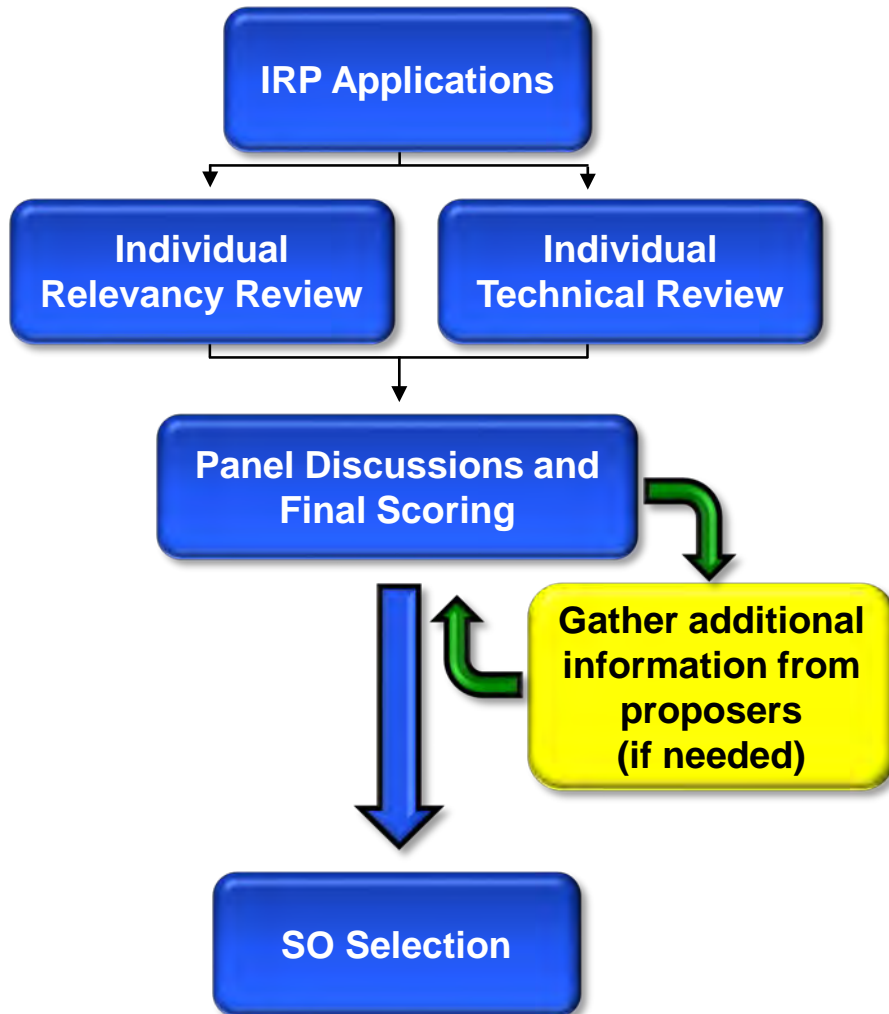 IRP Applications
Individual
Relevancy Review
Individual
Technical Review
Panel Discussions and
Final Scoring
Gather additional
information from
proposers
(if needed)
SO Selection